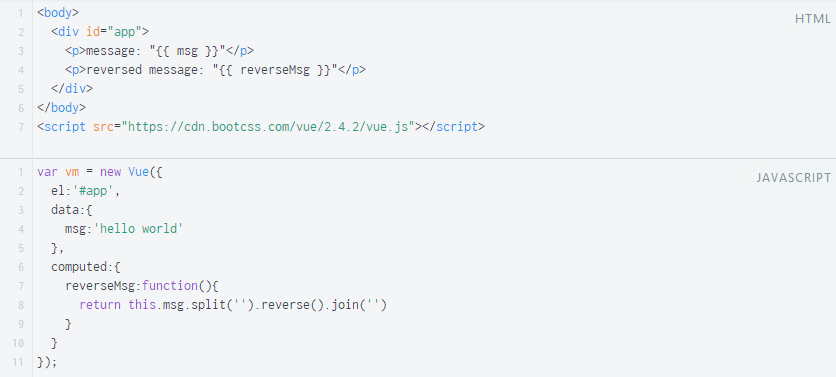 HTML
1 <body>
2   <div id="app">
3     <p>message: "{{ msg }}"</p>
4     <p>reversed message: "{{ reverseMsg }}"</p>
5   </div>
6 </body>
7 <script src="https://cdn.bootcss.com/vue/2.4.2/vue.js"></script>
JAVASCRIPT
1 var vm = new Vue({
2   el:'#app',
3   data:{
4     msg:'hello world'
5   },
6   computed:{
7     reverseMsg:function(){
8       return this.msg.split('').reverse().join('')
9     }
10   }
11 });